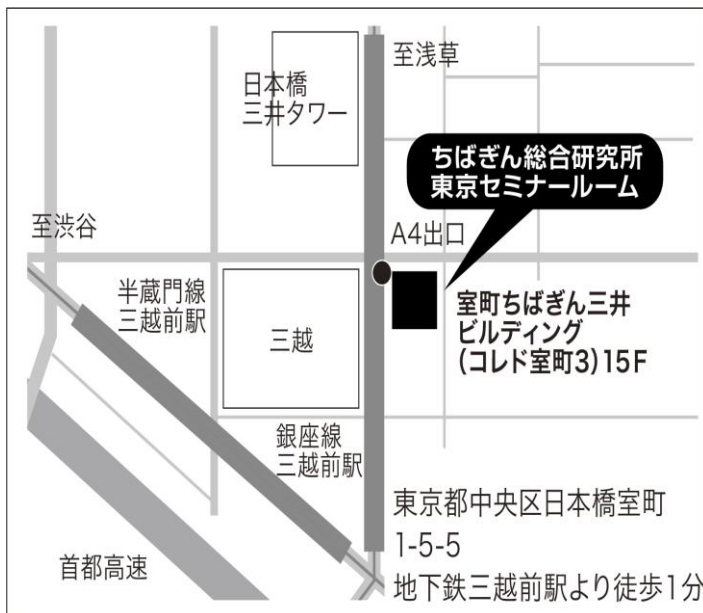 至浅草
日本橋
三井タワー
ちばぎん総合研究所
東京セミナールーム
至渋谷
A4出口
半蔵門線
三越前駅
三越
室町ちばぎん三井
ビルディング
(コレド室町3)15F
銀座線
三越前駅
東京都中央区日本橋室町
1-5-5
首都高速
地下鉄三越前駅より徒歩1分